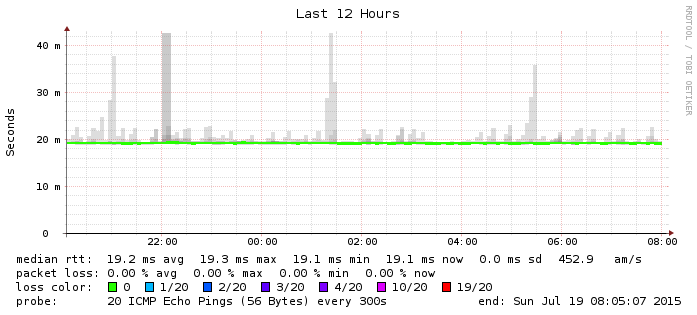 Last 12 Hours
RRDTOOL / TOBI OETIKER
Seconds
40 m
30 m
20 m
10 m
0
22:00 00:00 02:00 04:00 06:00 08:00
median rtt: 19.2 ms avg 19.3 ms max 19.1 ms min 19.1 ms now 0.0 ms sd 452.9 am/s
packet loss: 0.00 % avg 0.00 % max 0.00 % min 0.00 % now
loss color: 0 1/20 2/20 3/20 4/20 10/20 19/20
probe: 20 ICMP Echo Pings (56 Bytes) every 300s end: Sun Jul 19 08:05:07 2015